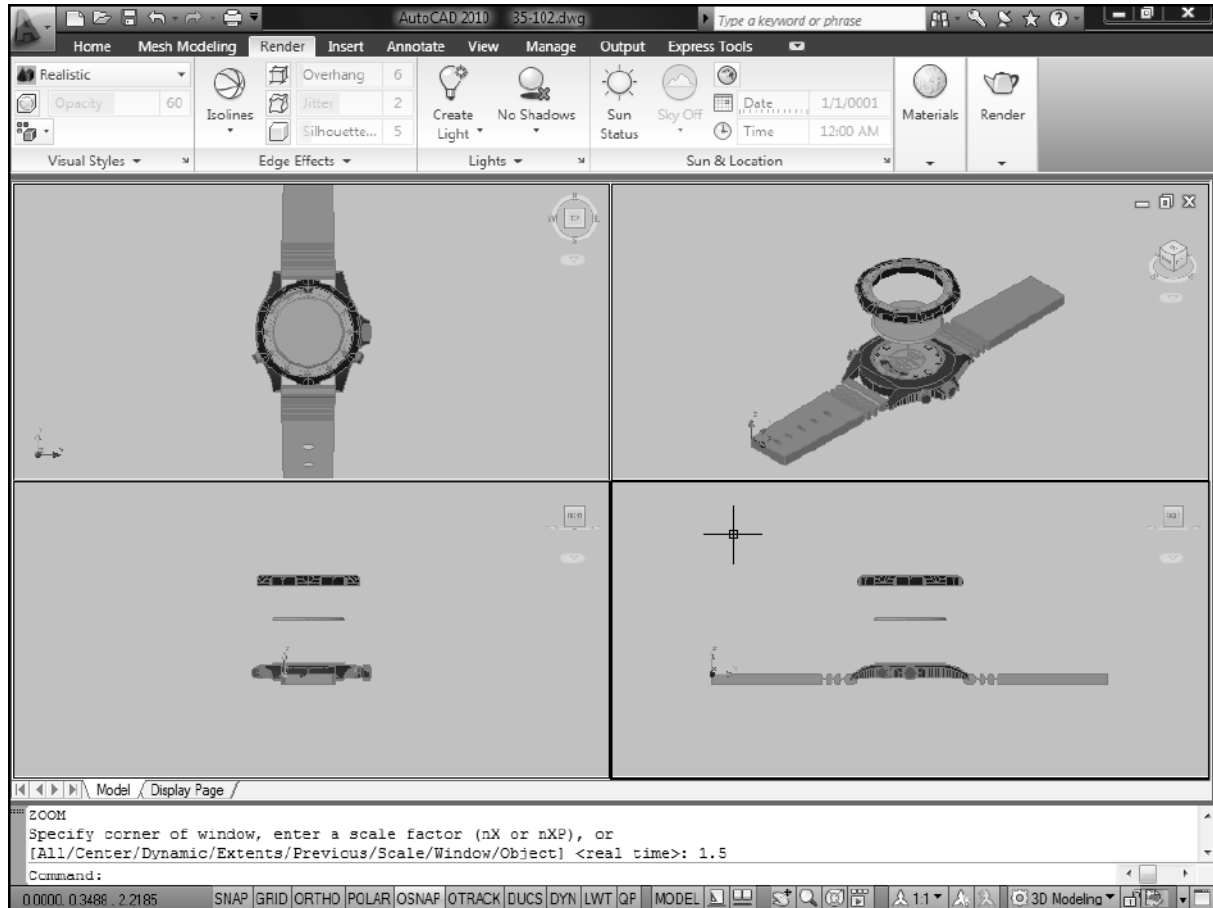 AutoCAD 2010 35-102.dwg
Type a keyword or phrase
Home Mesh Modeling Render Insert Annotate View Manage Output Express Tools
Realistic
Opacity 60
Isolines
Overhang 6
Jitter 2
Silhouette... 5
Create Light
No Shadows
Sun Status
Sky Off
Date 1/1/0001
Time 12:00 AM
Materials
Render
Visual Styles
Edge Effects
Lights
Sun & Location
TOP
FRONT
Model Display Page
ZOOM
Specify corner of window, enter a scale factor (nX or nXP), or
[All/Center/Dynamic/Extents/Previous/Scale/Window/Object] <real time>: 1.5
Command:
0.0000, 0.3488, 2.2185 SNAP GRID ORTHO POLAR OSNAP OTRACK DUCS DYN LWT QP MODEL 1:1 3D Modeling